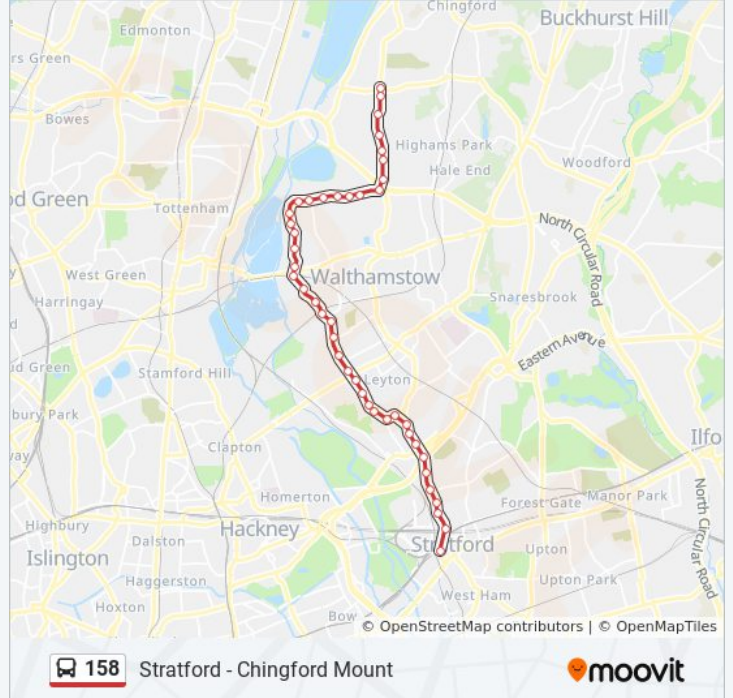 Chingford
Buckhurst Hill
Edmonton
rs Green
Bowes
Highams Park
Hale End
Woodford
od Green
Tottenham
North Circular
Road
West Green
Walthamstow
Harringay
Snaresbrook
d
Eastern Avenue
ud Green
Stamford Hill
Leyton
bury Park
Ilfo
way
Clapton
Homerton
Forest Gate
Manor Park
North Circular Road
Highbury
Dalston
Hackney
Stratford
Islington
Upton
Haggerston
Upton Park
Hoxton
West Ham
Bow
© OpenStreetMap contributors | © OpenMapTiles
158 Stratford - Chingford Mount
moovit